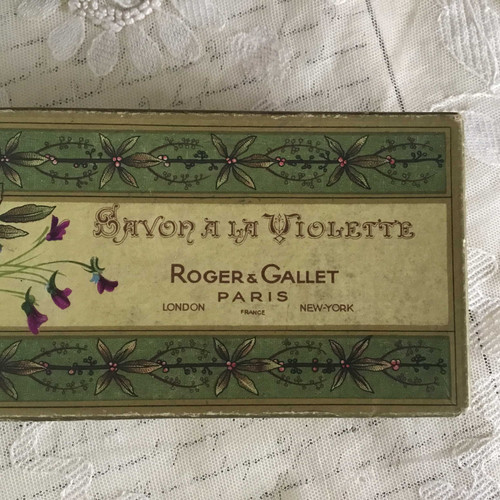 SAVON A LA VIOLETTE
ROGER & GALLET
PARIS
LONDON FRANCE NEW-YORK